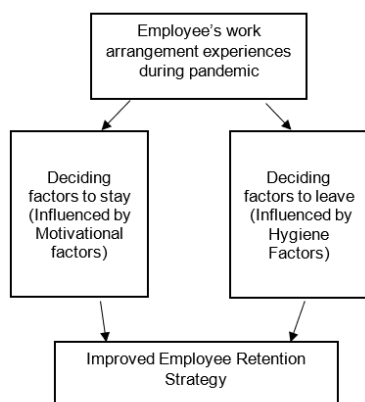 Employee’s work
arrangement experiences
during pandemic
Deciding
factors to stay
(Influenced by
Motivational
factors)
Deciding
factors to leave
(Influenced by
Hygiene
Factors)
Improved Employee Retention
Strategy